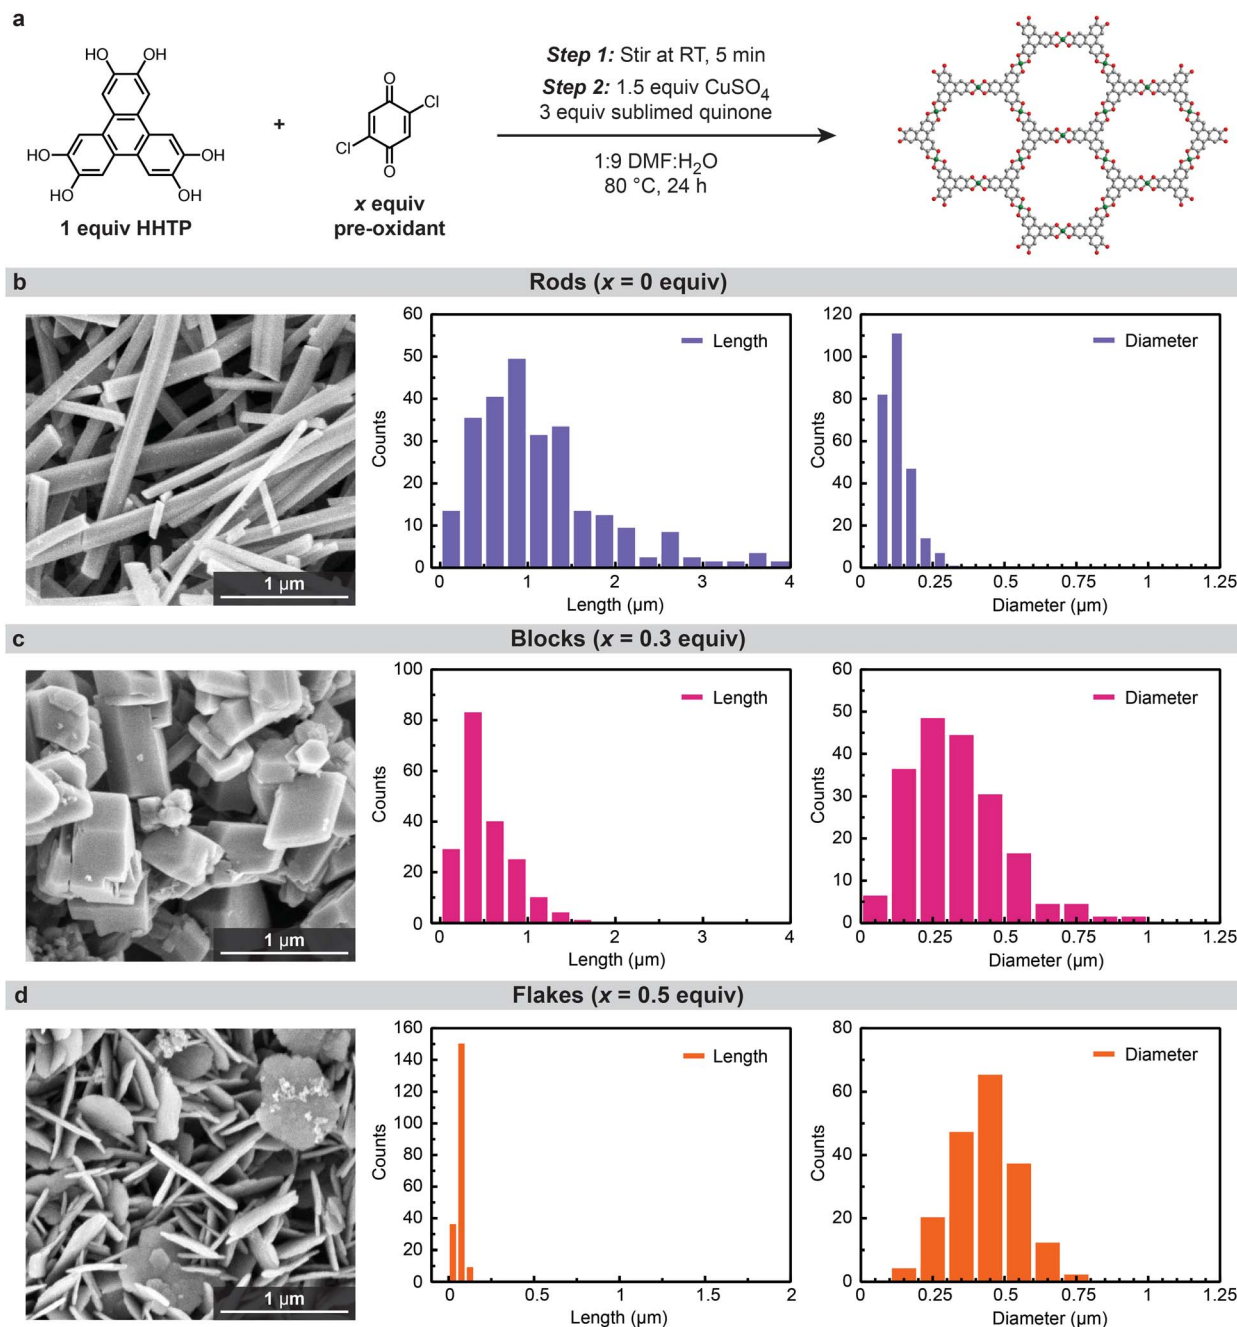 a
HO OH
HO OH
HO OH
1 equiv HHTP
+
O
Cl
Cl
O
x equiv
pre-oxidant
Step 1: Stir at RT, 5 min
Step 2: 1.5 equiv CuSO4
3 equiv sublimed quinone
1:9 DMF:H2O
80 °C, 24 h
b Rods (x = 0 equiv)
1 µm
60
50
40
30
20
10
0
Counts
Length
0 1 2 3 4
Length (µm)
120
100
80
60
40
20
0
Counts
Diameter
0 0.25 0.5 0.75 1 1.25
Diameter (µm)
c Blocks (x = 0.3 equiv)
1 µm
100
80
60
40
20
0
Counts
Length
0 1 2 3 4
Length (µm)
60
50
40
30
20
10
0
Counts
Diameter
0 0.25 0.5 0.75 1 1.25
Diameter (µm)
d Flakes (x = 0.5 equiv)
1 µm
160
140
120
100
80
60
40
20
0
Counts
Length
0 0.5 1 1.5 2
Length (µm)
80
60
40
20
0
Counts
Diameter
0 0.25 0.5 0.75 1 1.25
Diameter (µm)